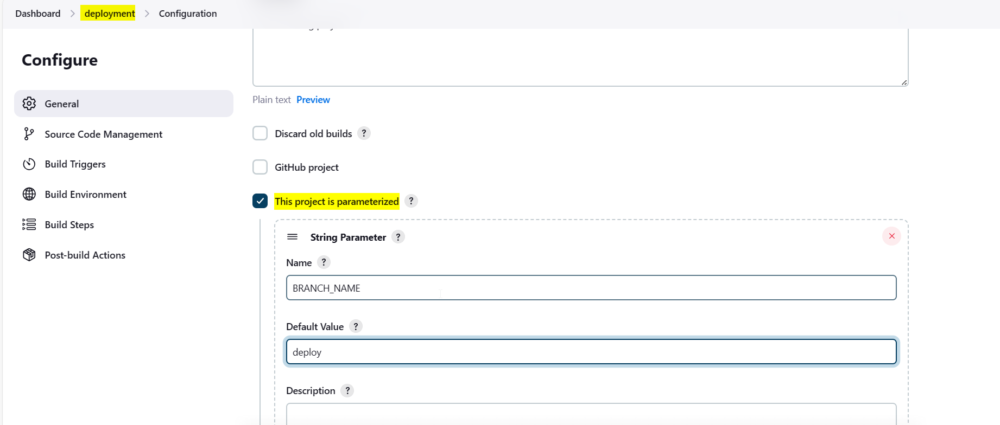 Dashboard > deployment > Configuration
Configure
General
Source Code Management
Build Triggers
Build Environment
Build Steps
Post-build Actions
Plain text Preview
Discard old builds ?
GitHub project
This project is parameterized ?
String Parameter ?
Name ?
BRANCH_NAME
Default Value ?
deploy
Description ?